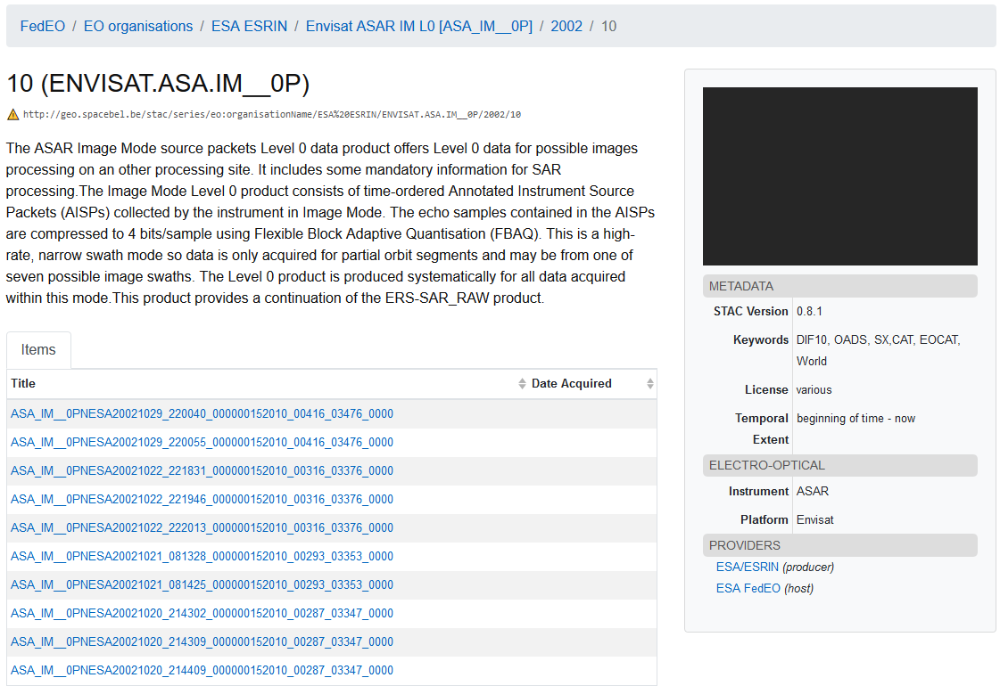 FedEO / EO organisations / ESA ESRIN / Envisat ASAR IM L0 [ASA_IM__0P] / 2002 / 10
10 (ENVISAT.ASA.IM__0P)
http://geo.spacebel.be/stac/series/eo:organisationName/ESA%20ESRIN/ENVISAT.ASA.IM__0P/2002/10
The ASAR Image Mode source packets Level 0 data product offers Level 0 data for possible images
processing on an other processing site. It includes some mandatory information for SAR
processing.The Image Mode Level 0 product consists of time-ordered Annotated Instrument Source
Packets (AISPs) collected by the instrument in Image Mode. The echo samples contained in the AISPs
are compressed to 4 bits/sample using Flexible Block Adaptive Quantisation (FBAQ). This is a high-
rate, narrow swath mode so data is only acquired for partial orbit segments and may be from one of
seven possible image swaths. The Level 0 product is produced systematically for all data acquired
within this mode.This product provides a continuation of the ERS-SAR_RAW product.
Items
Title Date Acquired
ASA_IM__0PNESA20021029_220040_000000152010_00416_03476_0000
ASA_IM__0PNESA20021029_220055_000000152010_00416_03476_0000
ASA_IM__0PNESA20021022_221831_000000152010_00316_03376_0000
ASA_IM__0PNESA20021022_221946_000000152010_00316_03376_0000
ASA_IM__0PNESA20021022_222013_000000152010_00316_03376_0000
ASA_IM__0PNESA20021021_081328_000000152010_00293_03353_0000
ASA_IM__0PNESA20021021_081425_000000152010_00293_03353_0000
ASA_IM__0PNESA20021020_214302_000000152010_00287_03347_0000
ASA_IM__0PNESA20021020_214309_000000152010_00287_03347_0000
ASA_IM__0PNESA20021020_214409_000000152010_00287_03347_0000
METADATA
STAC Version 0.8.1
Keywords DIF10, OADS, SX,CAT, EOCAT,
World
License various
Temporal beginning of time - now
Extent
ELECTRO-OPTICAL
Instrument ASAR
Platform Envisat
PROVIDERS
ESA/ESRIN (producer)
ESA FedEO (host)